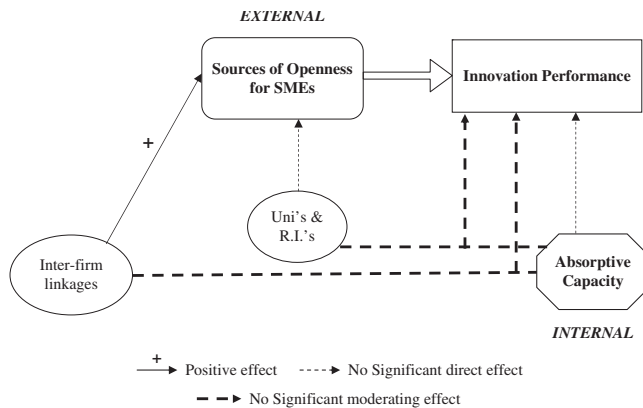 EXTERNAL
Sources of Openness
for SMEs
Innovation Performance
+
Uni's &
R.I.'s
Inter-firm
linkages
Absorptive
Capacity
INTERNAL
+
Positive effect
No Significant direct effect
No Significant moderating effect